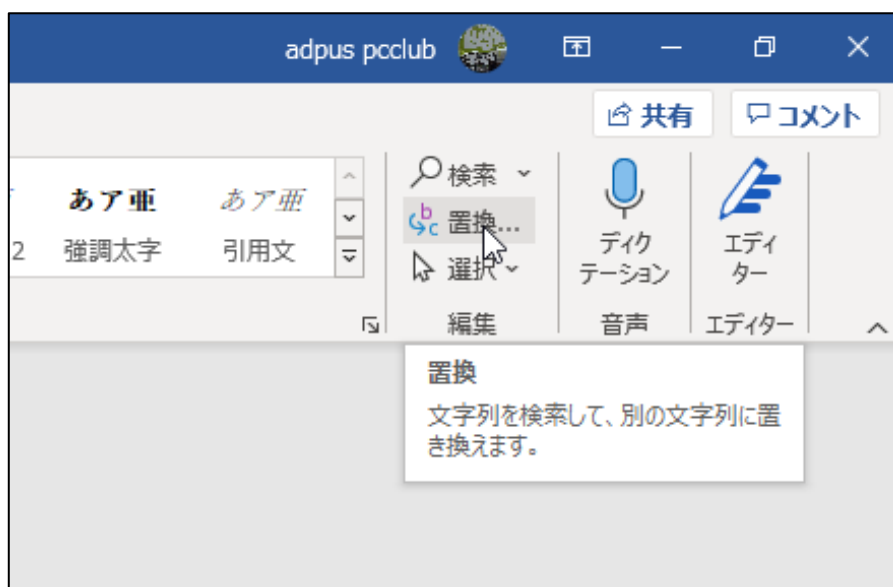 adpus pcclub
共有
コメント
あア亜
あア亜
2
強調太字
引用文
検索
置換...
選択
ディク
テーション
エディ
ター
編集
音声
エディター
置換
文字列を検索して、別の文字列に置
き換えます。